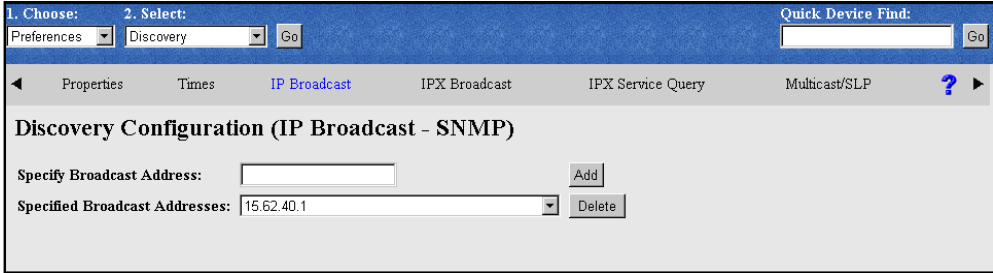 1. Choose: 2. Select: Quick Device Find:
Preferences Discovery Go Go
Properties Times IP Broadcast IPX Broadcast IPX Service Query Multicast/SLP ?
Discovery Configuration (IP Broadcast - SNMP)
Specify Broadcast Address: Add
Specified Broadcast Addresses: 15.62.40.1 Delete